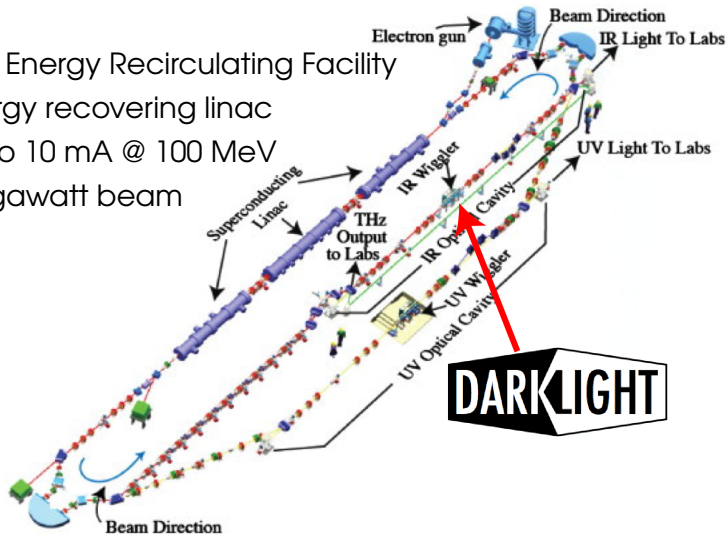 Electron gun
Beam Direction
IR Light To Labs
Energy Recirculating Facility
rgy recovering linac
o 10 mA @ 100 MeV
gawatt beam
UV Light To Labs
IR Wiggler
Superconducting
Linac
THz
Output
to Labs
IR Optical Cavity
UV Wiggler
UV Optical Cavity
DARKLIGHT
Beam Direction